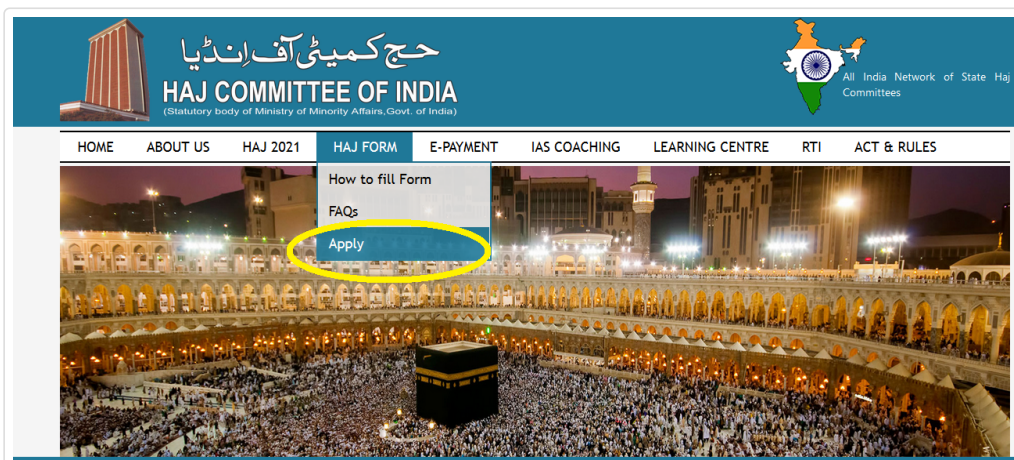 حج کمیٹی آف اِنڈیا
HAJ COMMITTEE OF INDIA
(Statutory body of Ministry of Minority Affairs,Govt. of India)
All India Network of State Haj
Committees
HOME ABOUT US HAJ 2021 HAJ FORM E-PAYMENT IAS COACHING LEARNING CENTRE RTI ACT & RULES
How to fill Form
FAQs
Apply